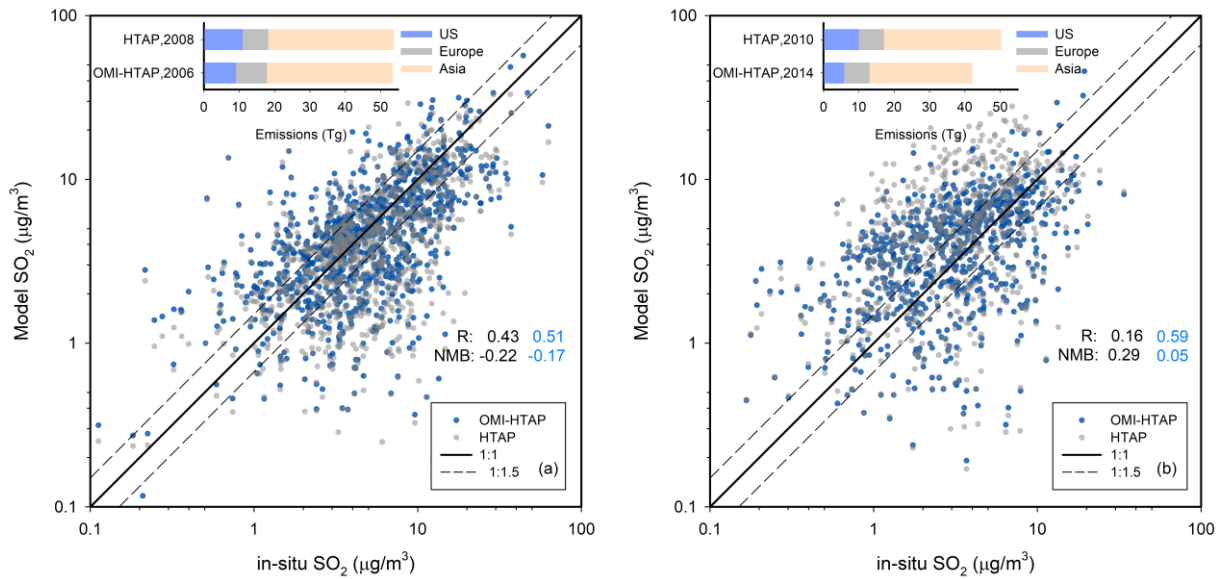 100
10
1
0.1
Model SO2 (μg/m3)
HTAP,2008
OMI-HTAP,2006
0 10 20 30 40 50
Emissions (Tg)
US
Europe
Asia
R: 0.43 0.51
NMB: -0.22 -0.17
OMI-HTAP
HTAP
1:1
1:1.5 (a)
0.1 1 10 100
in-situ SO2 (μg/m3)
100
10
1
0.1
Model SO2 (μg/m3)
HTAP,2010
OMI-HTAP,2014
0 10 20 30 40 50
Emissions (Tg)
US
Europe
Asia
R: 0.16 0.59
NMB: 0.29 0.05
OMI-HTAP
HTAP
1:1
1:1.5 (b)
0.1 1 10 100
in-situ SO2 (μg/m3)